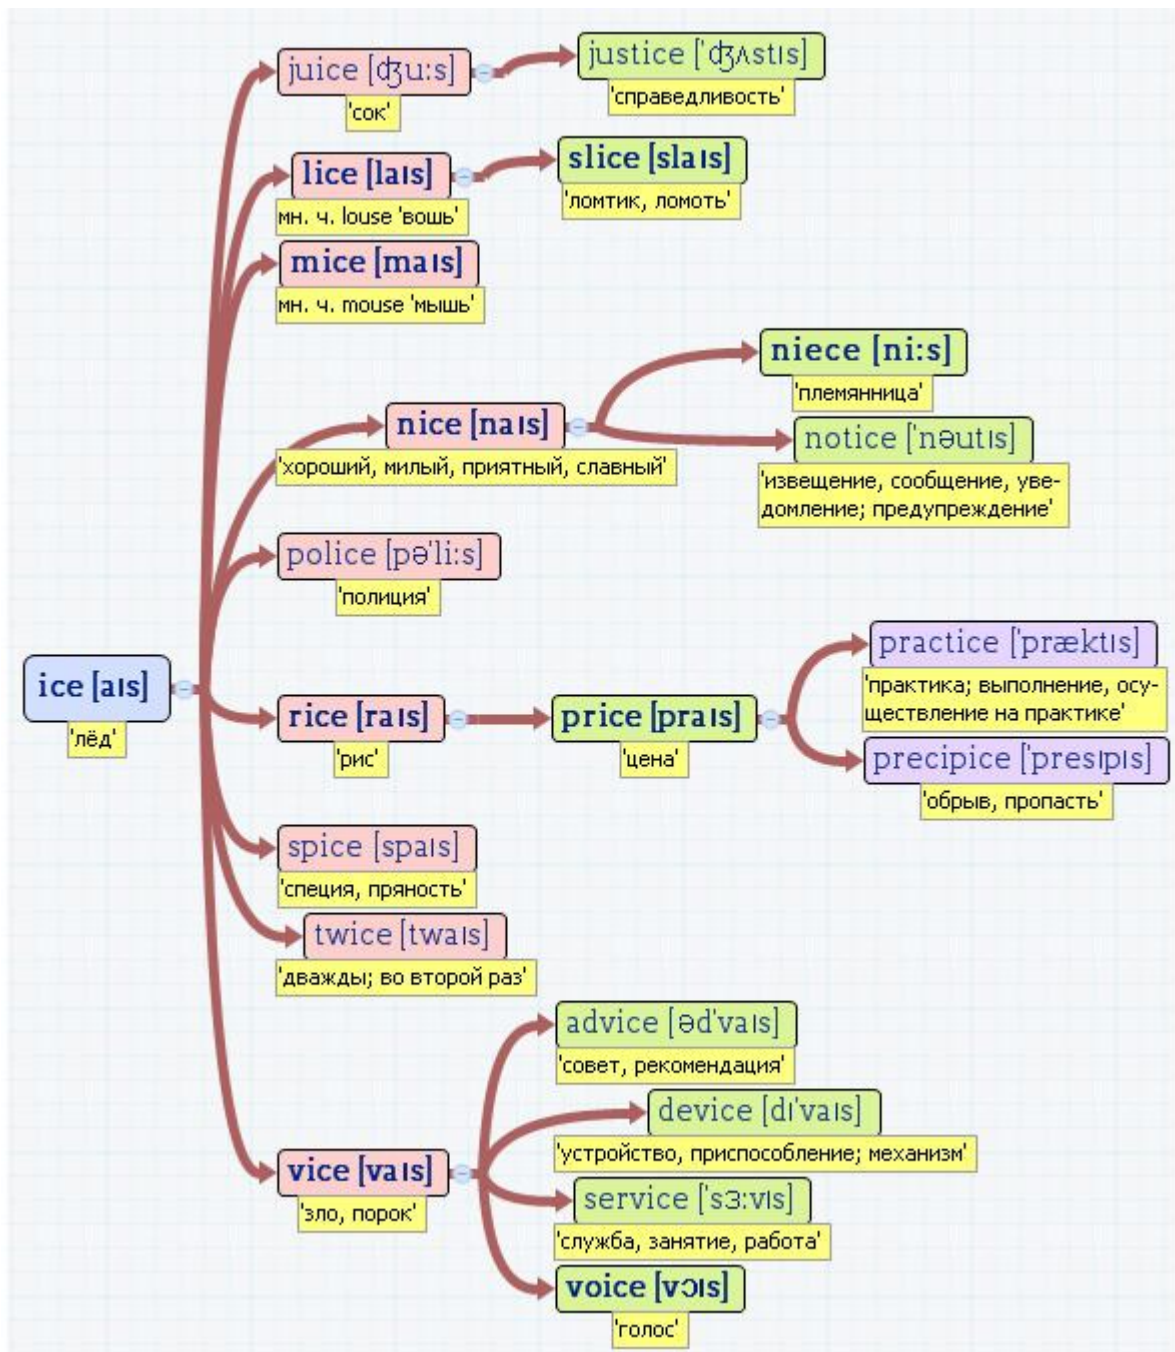 juice [ʤu:s]
'сок'
justice ['ʤʌstɪs]
'справедливость'
lice [laɪs]
мн. ч. louse 'вошь'
slice [slaɪs]
'ломтик, ломоть'
mice [maɪs]
мн. ч. mouse 'мышь'
nice [naɪs]
'хороший, милый, приятный, славный'
niece [ni:s]
'племянница'
notice ['nəutɪs]
'извещение, сообщение, уве-
домление; предупреждение'
police [pə'li:s]
'полиция'
ice [aɪs]
'лёд'
rice [raɪs]
'рис'
price [praɪs]
'цена'
practice ['præktɪs]
'практика; выполнение, осу-
ществление на практике'
precipice ['presɪpɪs]
'обрыв, пропасть'
spice [spaɪs]
'специя, пряность'
twice [twaɪs]
'дважды; во второй раз'
vice [vaɪs]
'зло, порок'
advice [əd'vaɪs]
'совет, рекомендация'
device [dɪ'vaɪs]
'устройство, приспособление; механизм'
service ['sɜ:vɪs]
'служба, занятие, работа'
voice [vɔɪs]
'голос'